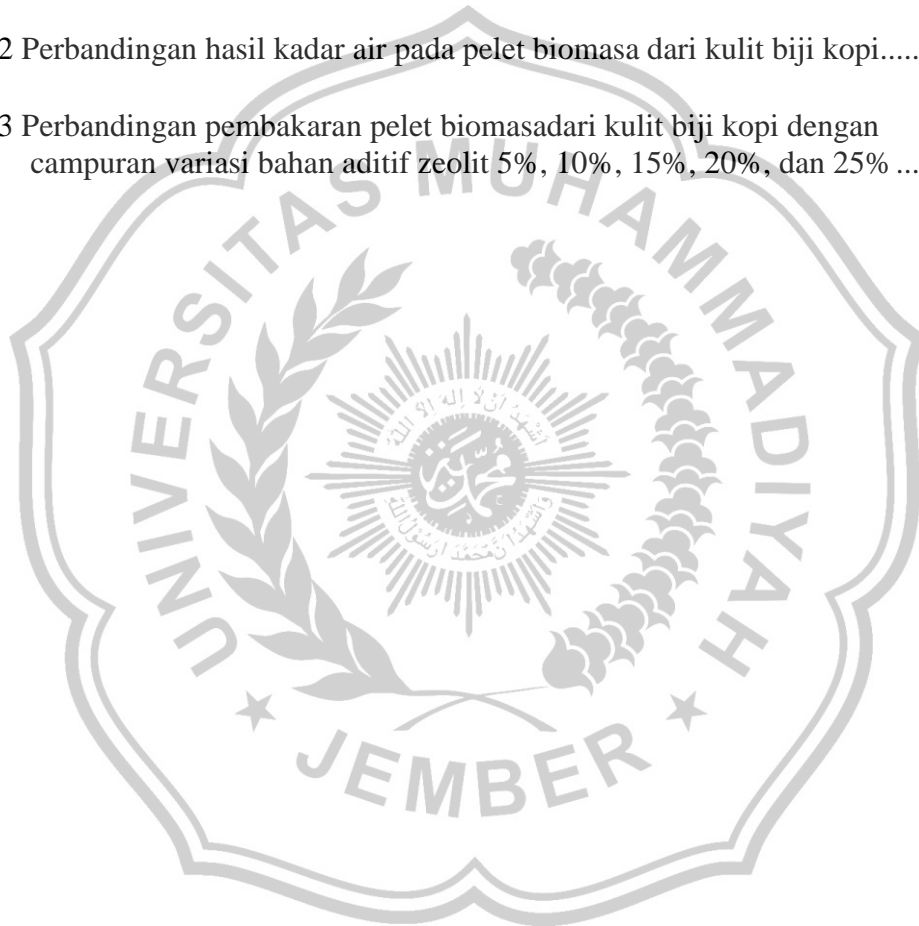 2 Perbandingan hasil kadar air pada pelet biomasa dari kulit biji kopi.....
3 Perbandingan pembakaran pelet biomasadari kulit biji kopi dengan
campuran variasi bahan aditif zeolit 5%, 10%, 15%, 20%, dan 25% ...
UNIVERSITAS MUHAMMADIYAH
JEMBER